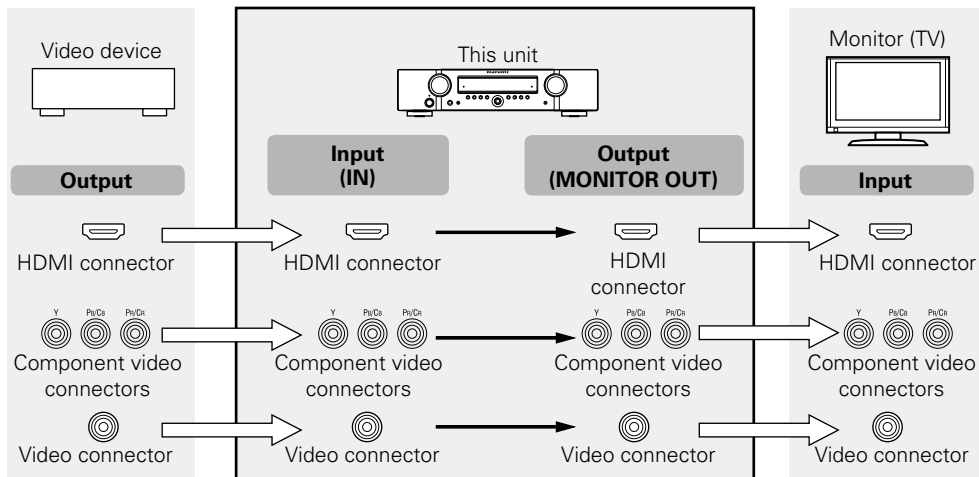 Video device
This unit
Monitor (TV)
Output
Input
(IN)
Output
(MONITOR OUT)
Input
HDMI connector
HDMI connector
HDMI
connector
HDMI connector
Y PB/CB PR/CR
Component video
connectors
Y PB/CB PR/CR
Component video
connectors
Y PB/CB PR/CR
Component video
connectors
Y PB/CB PR/CR
Component video
connectors
Video connector
Video connector
Video connector
Video connector